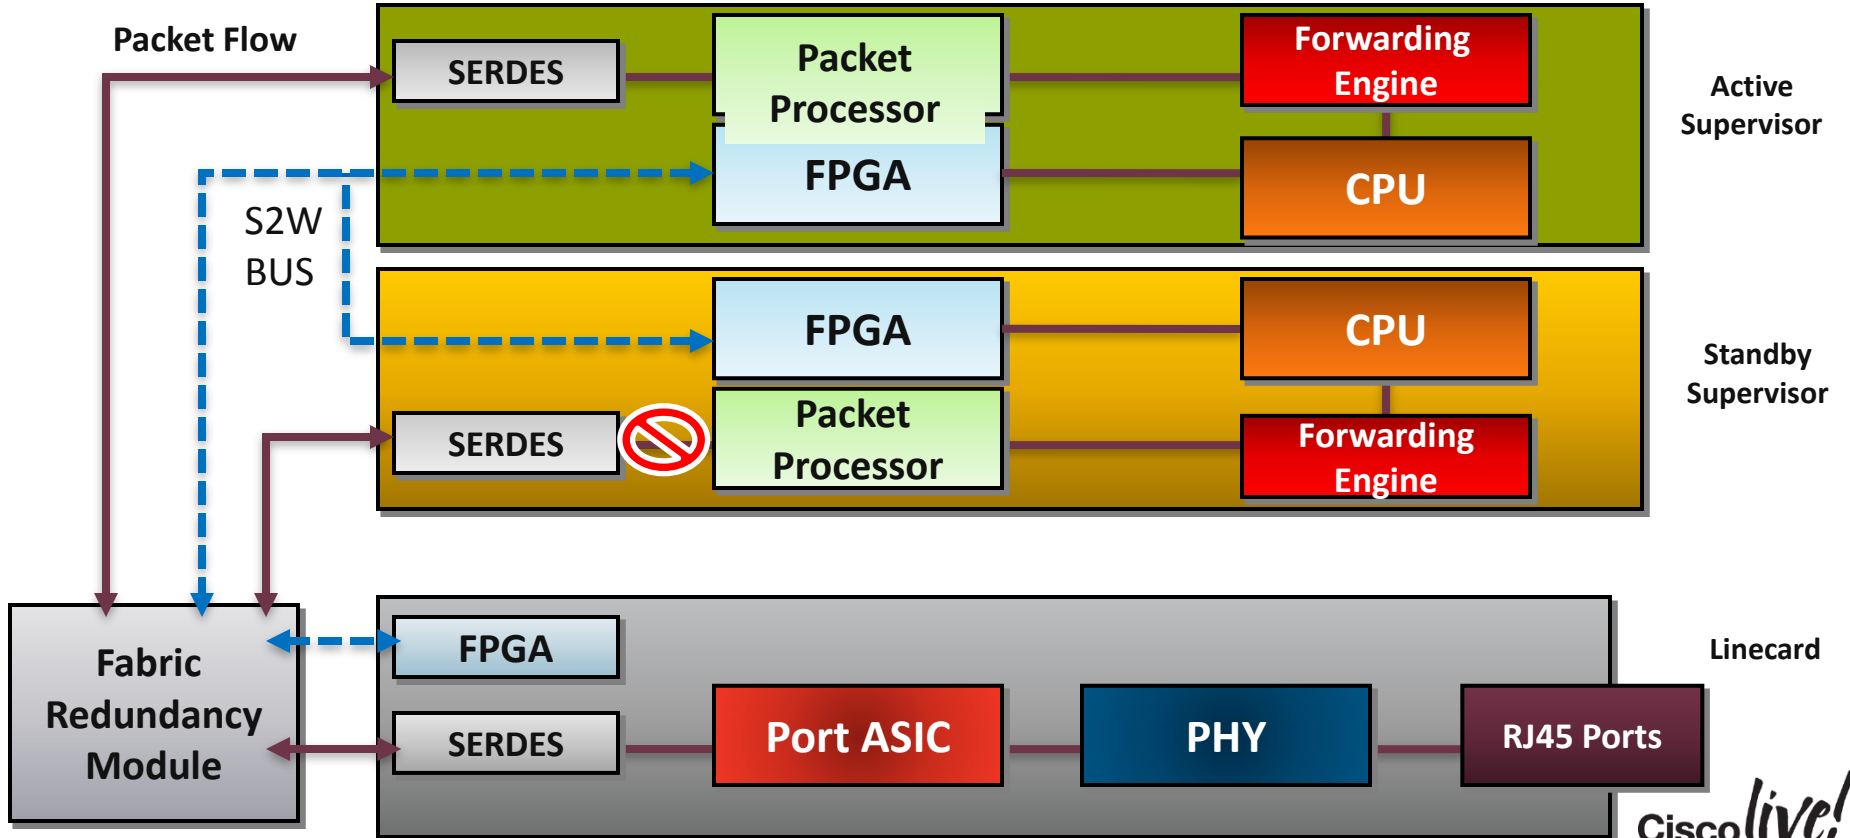 Packet Flow
SERDES
Packet
Processor
Forwarding
Engine
Active
Supervisor
FPGA
CPU
S2W
BUS
FPGA
CPU
Standby
Supervisor
SERDES
Packet
Processor
Forwarding
Engine
Fabric
Redundancy
Module
FPGA
Linecard
SERDES
Port ASIC
PHY
RJ45 Ports
Cisco live!